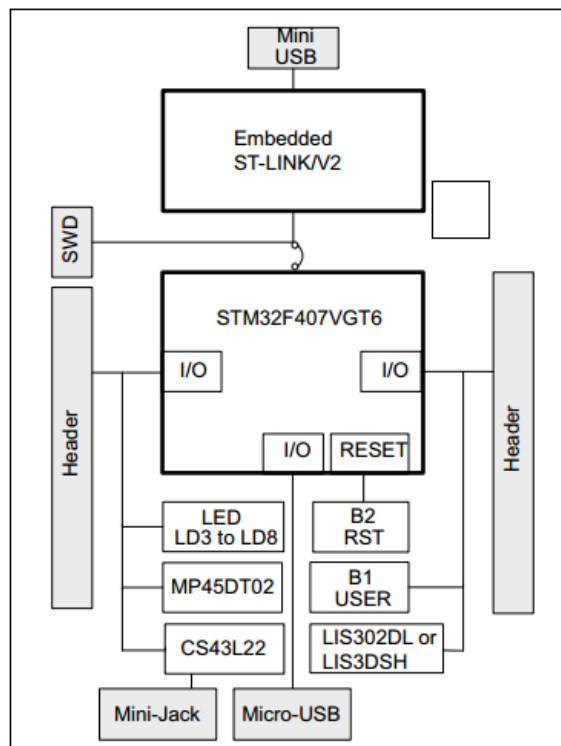 Mini
USB
Embedded
ST-LINK/V2
SWD
STM32F407VGT6
I/O
I/O
Header
Header
I/O
RESET
LED
LD3 to LD8
B2
RST
MP45DT02
B1
USER
CS43L22
LIS302DL or
LIS3DSH
Mini-Jack
Micro-USB